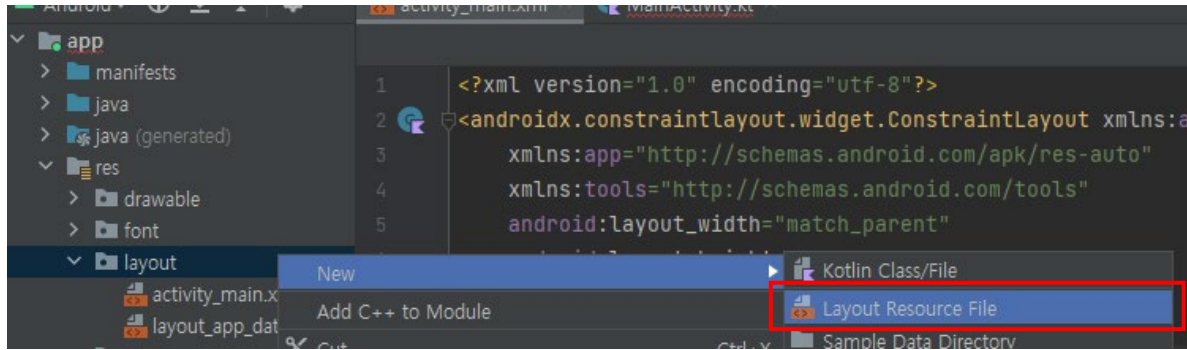 Android
activity_main.xml
MainActivity.kt
app
manifests
java
java (generated)
res
drawable
font
layout
activity_main.x
layout_app_dat
1
<?xml version="1.0" encoding="utf-8"?>
2
<androidx.constraintlayout.widget.ConstraintLayout xmlns:a
3
xmlns:app="http://schemas.android.com/apk/res-auto"
4
xmlns:tools="http://schemas.android.com/tools"
5
android:layout_width="match_parent"
New
Add C++ to Module
Cut
Ctrl+X
Kotlin Class/File
Layout Resource File
Sample Data Directory